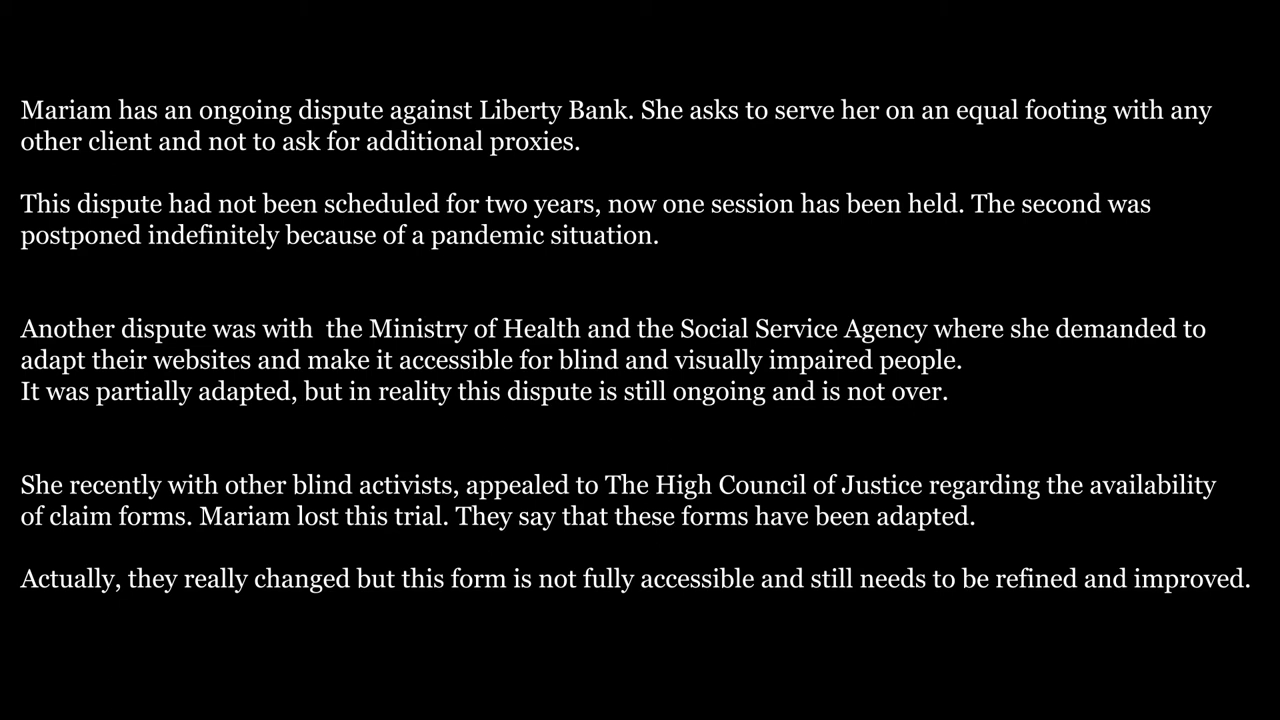 Mariam has an ongoing dispute against Liberty Bank. She asks to serve her on an equal footing with any
other client and not to ask for additional proxies.
This dispute had not been scheduled for two years, now one session has been held. The second was
postponed indefinitely because of a pandemic situation.
Another dispute was with  the Ministry of Health and the Social Service Agency where she demanded to
adapt their websites and make it accessible for blind and visually impaired people.
It was partially adapted, but in reality this dispute is still ongoing and is not over.
She recently with other blind activists, appealed to The High Council of Justice regarding the availability
of claim forms. Mariam lost this trial. They say that these forms have been adapted.
Actually, they really changed but this form is not fully accessible and still needs to be refined and improved.